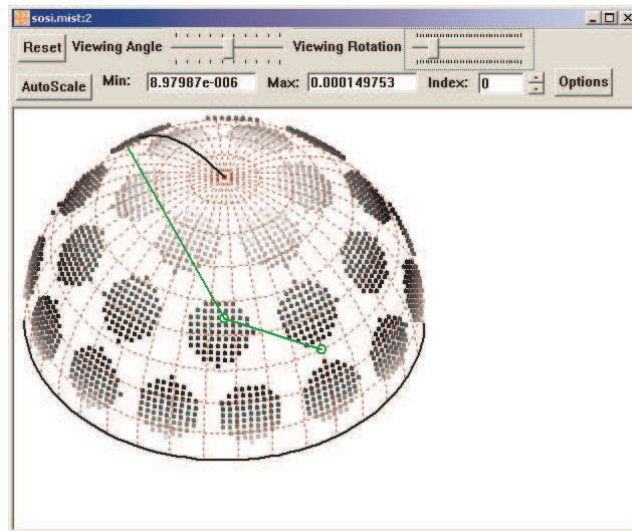 sosi.mist:2
Reset Viewing Angle Viewing Rotation
AutoScale Min: 8.97987e-006 Max: 0.000149753 Index: 0 Options